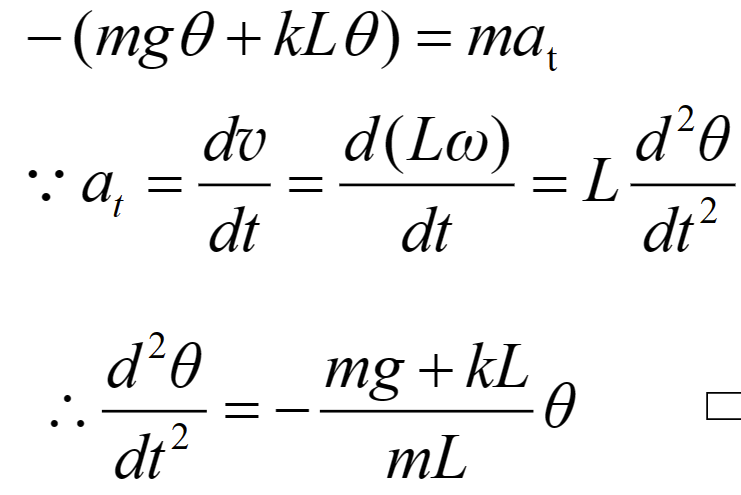 −(mgθ + kLθ) = ma_t
∵ a_t = dv/dt = d(Lω)/dt = L d²θ/dt²
∴ d²θ/dt² = − (mg + kL)/(mL) θ